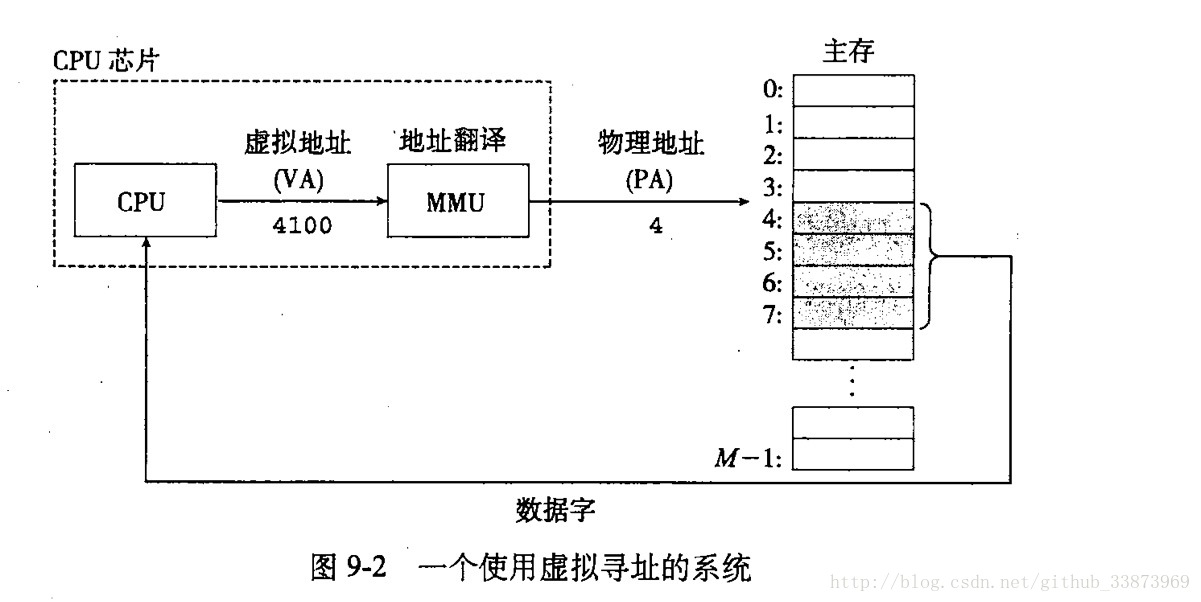 CPU 芯片
主存
虚拟地址
(VA)
地址翻译
物理地址
(PA)
CPU
MMU
4100
4
0:
1:
2:
3:
4:
5:
6:
7:
M−1:
数据字
图 9-2 一个使用虚拟寻址的系统
http://blog.csdn.net/github_33873969